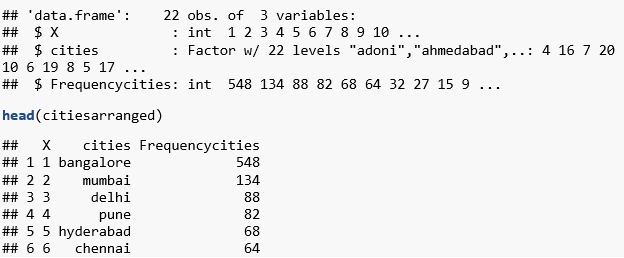 ## 'data.frame':    22 obs. of  3 variables:
##  $ X              : int  1 2 3 4 5 6 7 8 9 10 ...
##  $ cities         : Factor w/ 22 levels "adoni","ahmedabad",..: 4 16 7 20
10 6 19 8 5 17 ...
##  $ Frequencycities: int  548 134 88 82 68 64 32 27 15 9 ...
head(citiesarranged)
##   X    cities Frequencycities
## 1 1 bangalore             548
## 2 2    mumbai             134
## 3 3     delhi              88
## 4 4      pune              82
## 5 5 hyderabad              68
## 6 6   chennai              64